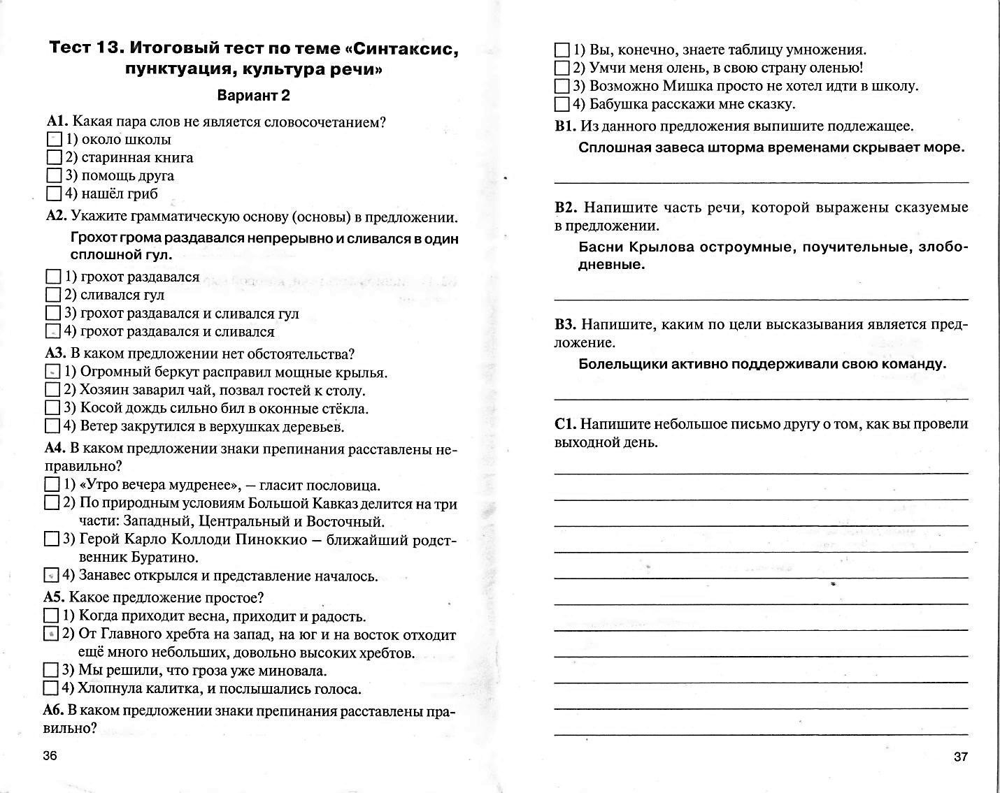 Тест 13. Итоговый тест по теме «Синтаксис,
пунктуация, культура речи»
Вариант 2
А1. Какая пара слов не является словосочетанием?
1) около школы
2) старинная книга
3) помощь друга
4) нашёл гриб
А2. Укажите грамматическую основу (основы) в предложении.
Грохот грома раздавался непрерывно и сливался в один
сплошной гул.
1) грохот раздавался
2) сливался гул
3) грохот раздавался и сливался гул
4) грохот раздавался и сливался
А3. В каком предложении нет обстоятельства?
1) Огромный беркут расправил мощные крылья.
2) Хозяин заварил чай, позвал гостей к столу.
3) Косой дождь сильно бил в оконные стёкла.
4) Ветер закрутился в верхушках деревьев.
А4. В каком предложении знаки препинания расставлены не-
правильно?
1) «Утро вечера мудренее», – гласит пословица.
2) По природным условиям Большой Кавказ делится на три
части: Западный, Центральный и Восточный.
3) Герой Карло Коллоди Пиноккио – ближайший родст-
венник Буратино.
4) Занавес открылся и представление началось.
А5. Какое предложение простое?
1) Когда приходит весна, приходит и радость.
2) От Главного хребта на запад, на юг и на восток отходит
ещё много небольших, довольно высоких хребтов.
3) Мы решили, что гроза уже миновала.
4) Хлопнула калитка, и послышались голоса.
А6. В каком предложении знаки препинания расставлены пра-
вильно?
36
1) Вы, конечно, знаете таблицу умножения.
2) Умчи меня олень, в свою страну оленью!
3) Возможно Мишка просто не хотел идти в школу.
4) Бабушка расскажи мне сказку.
В1. Из данного предложения выпишите подлежащее.
Сплошная завеса шторма временами скрывает море.
В2. Напишите часть речи, которой выражены сказуемые
в предложении.
Басни Крылова остроумные, поучительные, злобо-
дневные.
В3. Напишите, каким по цели высказывания является пред-
ложение.
Болельщики активно поддерживали свою команду.
С1. Напишите небольшое письмо другу о том, как вы провели
выходной день.
37